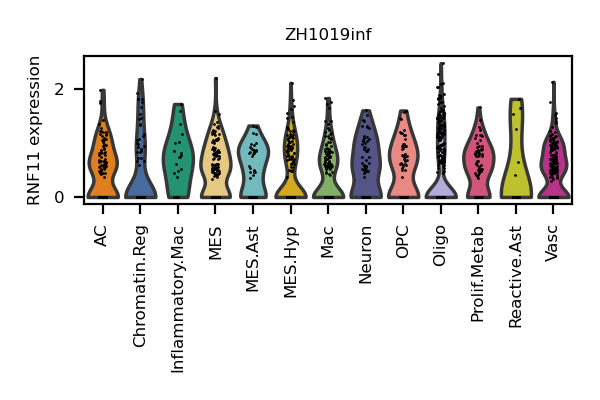 ZH1019inf
RNF11 expression
2
0
AC
Chromatin.Reg
Inflammatory.Mac
MES
MES.Ast
MES.Hyp
Mac
Neuron
OPC
Oligo
Prolif.Metab
Reactive.Ast
Vasc